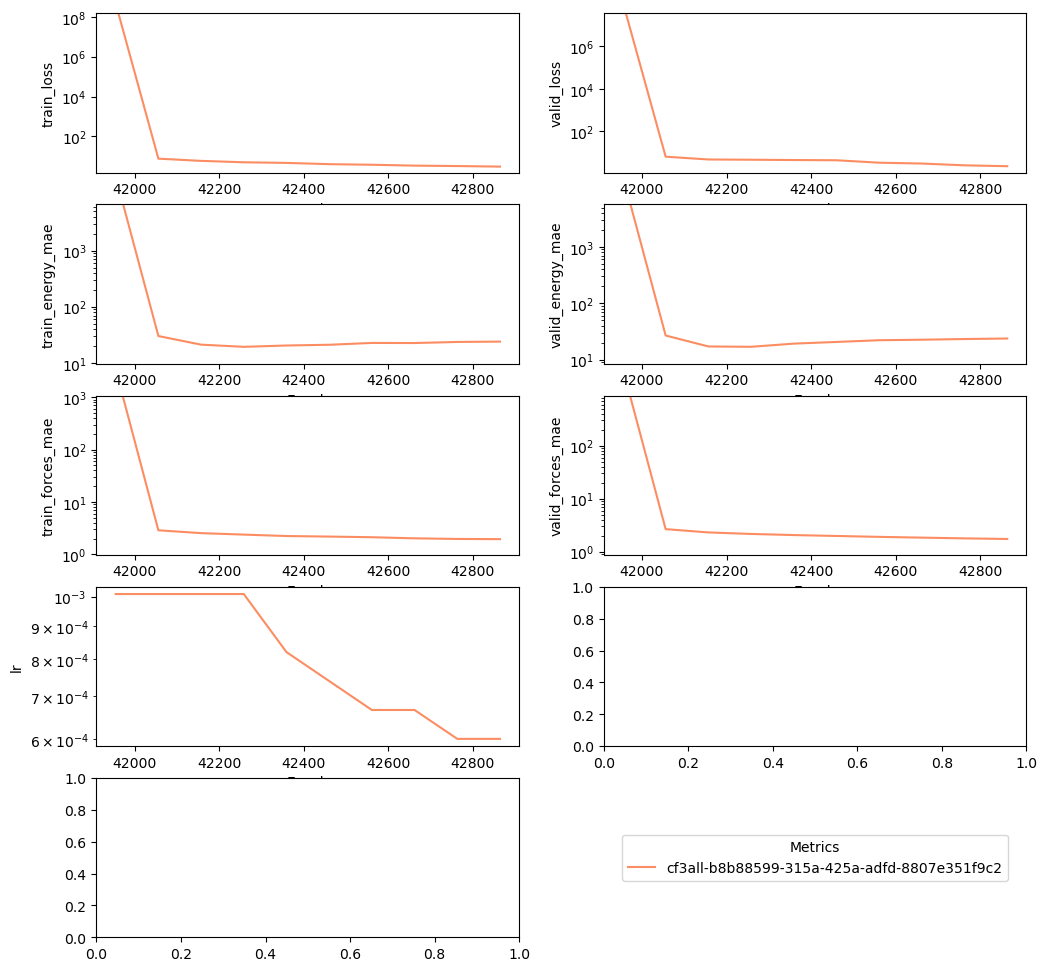 10^8
10^6
10^4
10^2
train_loss
42000 42200 42400 42600 42800
10^6
10^4
10^2
valid_loss
42000 42200 42400 42600 42800
10^3
10^2
10^1
train_energy_mae
42000 42200 42400 42600 42800
10^3
10^2
10^1
valid_energy_mae
42000 42200 42400 42600 42800
10^3
10^2
10^1
10^0
train_forces_mae
42000 42200 42400 42600 42800
10^2
10^1
10^0
valid_forces_mae
42000 42200 42400 42600 42800
10^−3
9 × 10^−4
8 × 10^−4
7 × 10^−4
6 × 10^−4
lr
42000 42200 42400 42600 42800
1.0
0.8
0.6
0.4
0.2
0.0
0.0 0.2 0.4 0.6 0.8 1.0
1.0
0.8
0.6
0.4
0.2
0.0
0.0 0.2 0.4 0.6 0.8 1.0
Metrics
cf3all-b8b88599-315a-425a-adfd-8807e351f9c2